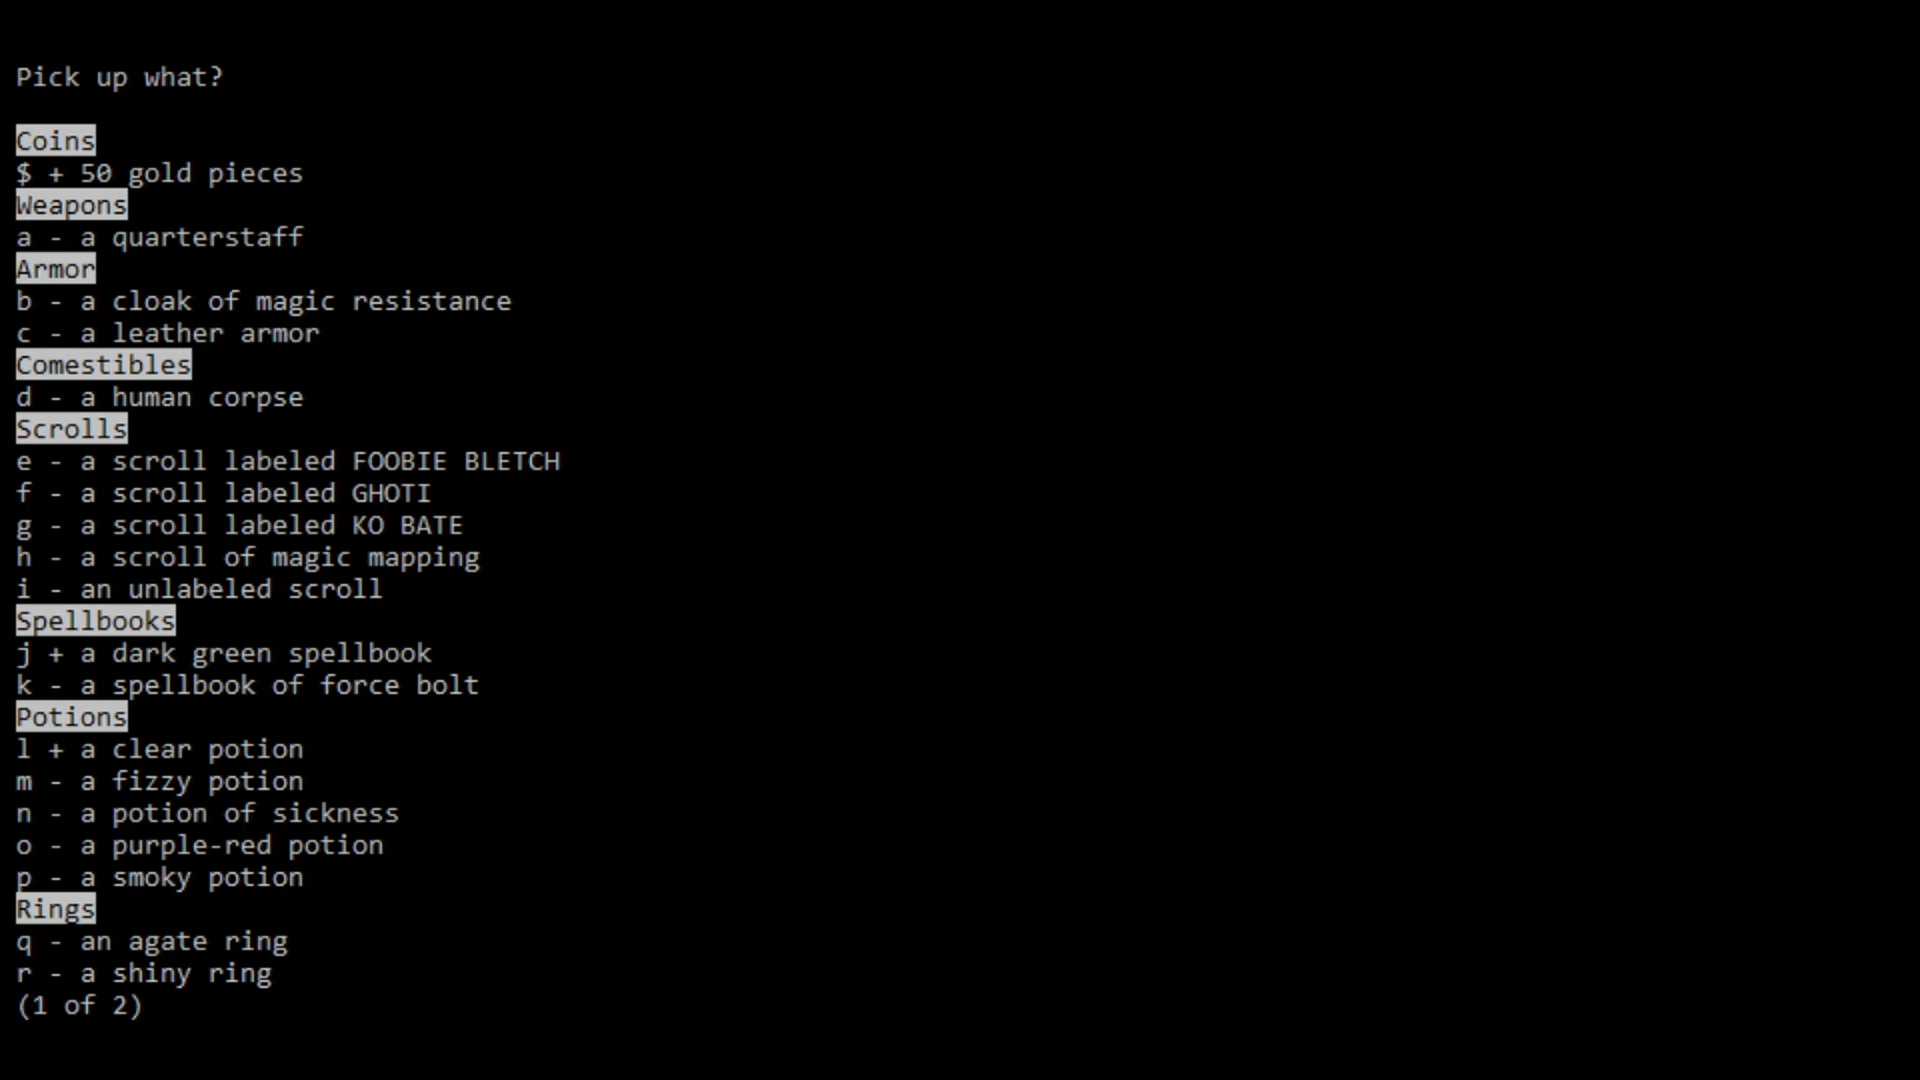 Pick up what?
Coins
$ + 50 gold pieces
Weapons
a - a quarterstaff
Armor
b - a cloak of magic resistance
c - a leather armor
Comestibles
d - a human corpse
Scrolls
e - a scroll labeled FOOBIE BLETCH
f - a scroll labeled GHOTI
g - a scroll labeled KO BATE
h - a scroll of magic mapping
i - an unlabeled scroll
Spellbooks
j + a dark green spellbook
k - a spellbook of force bolt
Potions
l + a clear potion
m - a fizzy potion
n - a potion of sickness
o - a purple-red potion
p - a smoky potion
Rings
q - an agate ring
r - a shiny ring
(1 of 2)